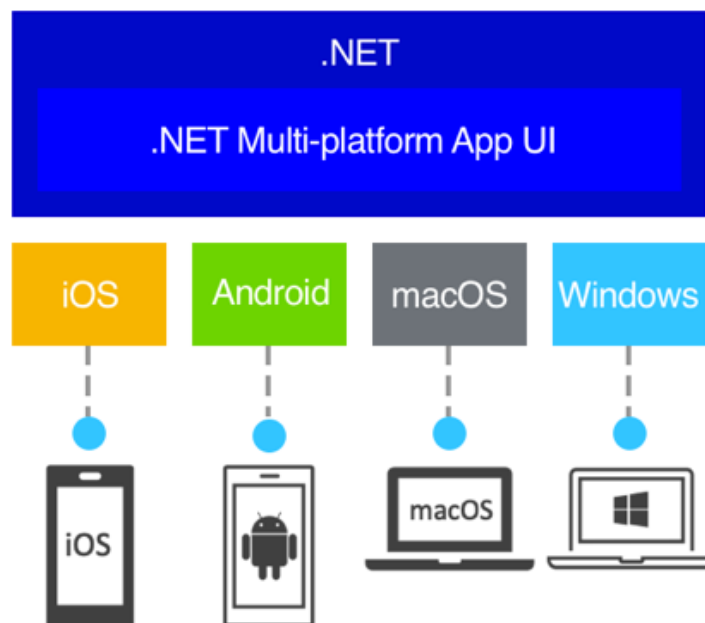 .NET
.NET Multi-platform App UI
iOS
Android
macOS
Windows
iOS
macOS